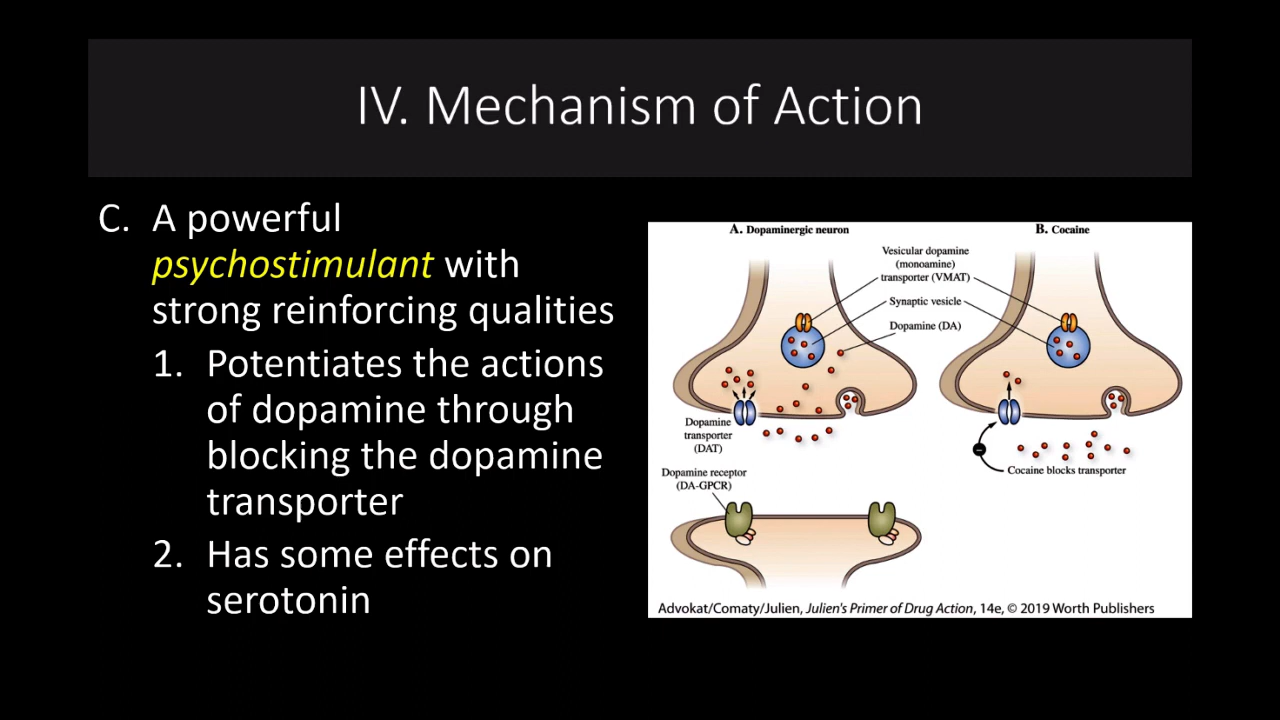 IV. Mechanism of Action
C. A powerful
psychostimulant with
strong reinforcing qualities
1. Potentiates the actions
of dopamine through
blocking the dopamine
transporter
2. Has some effects on
serotonin
A. Dopaminergic neuron
B. Cocaine
Vesicular dopamine
(monoamine)
transporter (VMAT)
Synaptic vesicle
Dopamine (DA)
Dopamine
transporter
(DAT)
Dopamine receptor
(DA-GPCR)
Cocaine blocks transporter
Advokat/Comaty/Julien, Julien's Primer of Drug Action, 14e, © 2019 Worth Publishers